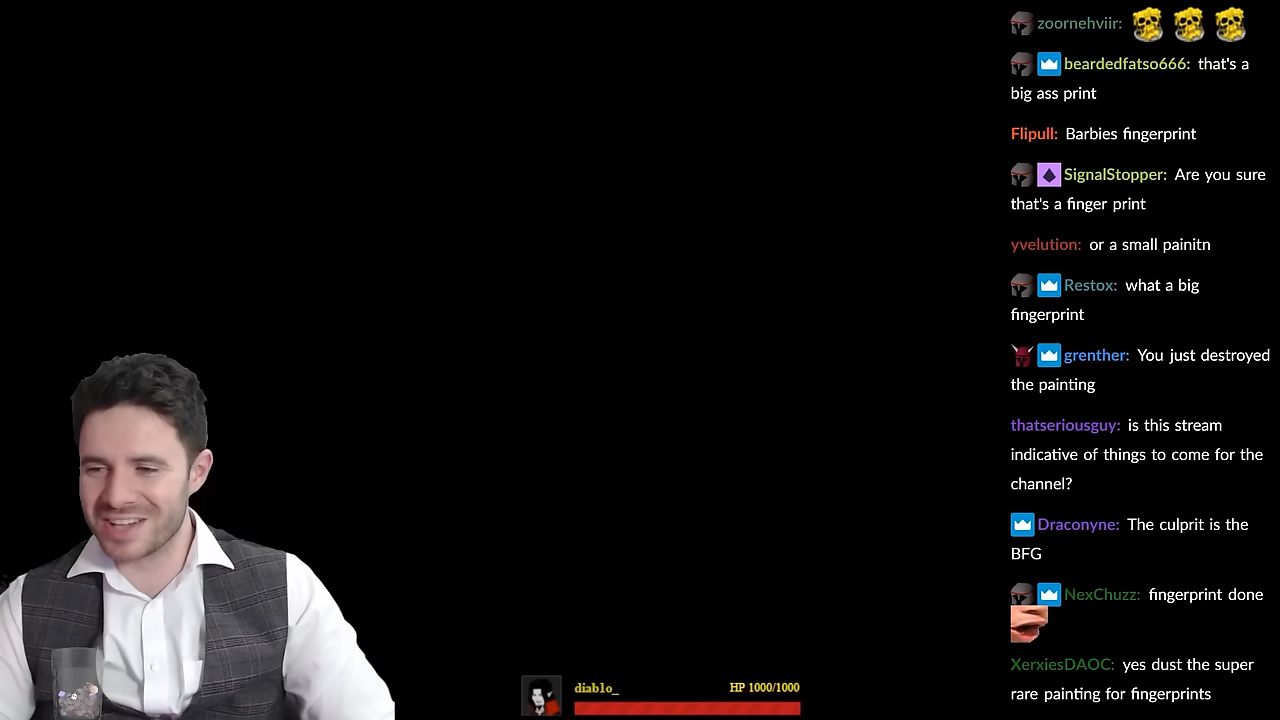 zoornehviir:
beardedfatso666: that's a
big ass print
Flipull: Barbies fingerprint
SignalStopper: Are you sure
that's a finger print
yvelution: or a small painitn
Restox: what a big
fingerprint
grenther: You just destroyed
the painting
thatseriousguy: is this stream
indicative of things to come for the
channel?
Draconyne: The culprit is the
BFG
NexChuzz: fingerprint done
XerxiesDAOC: yes dust the super
rare painting for fingerprints
diablo_
HP 1000/1000